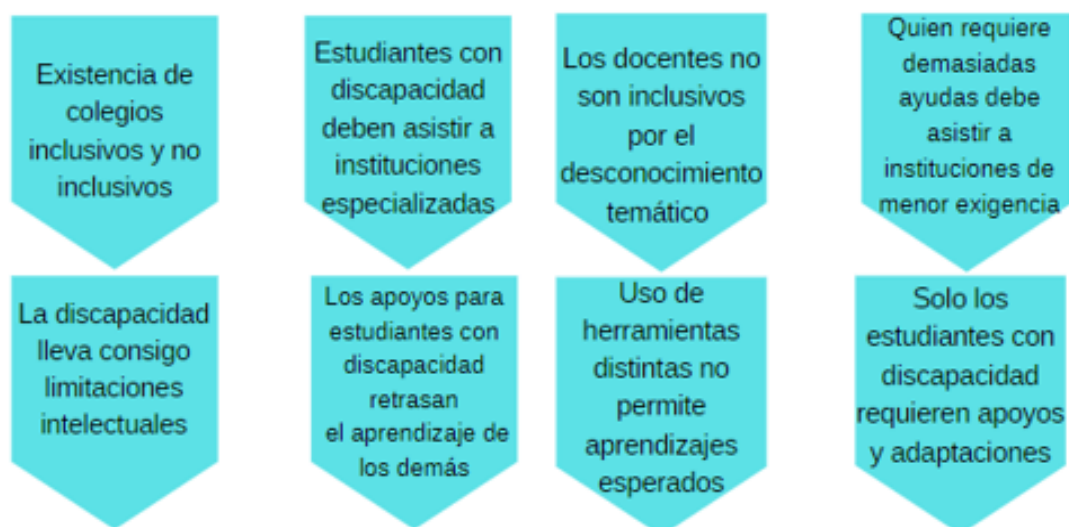 Existencia de
colegios
inclusivos y no
inclusivos
Estudiantes con
discapacidad
deben asistir a
instituciones
especializadas
Los docentes no
son inclusivos
por el
desconocimiento
temático
Quien requiere
demasiadas
ayudas debe
asistir a
instituciones de
menor exigencia
La discapacidad
lleva consigo
limitaciones
intelectuales
Los apoyos para
estudiantes con
discapacidad
retrasan
el aprendizaje de
los demás
Uso de
herramientas
distintas no
permite
aprendizajes
esperados
Solo los
estudiantes con
discapacidad
requieren apoyos
y adaptaciones